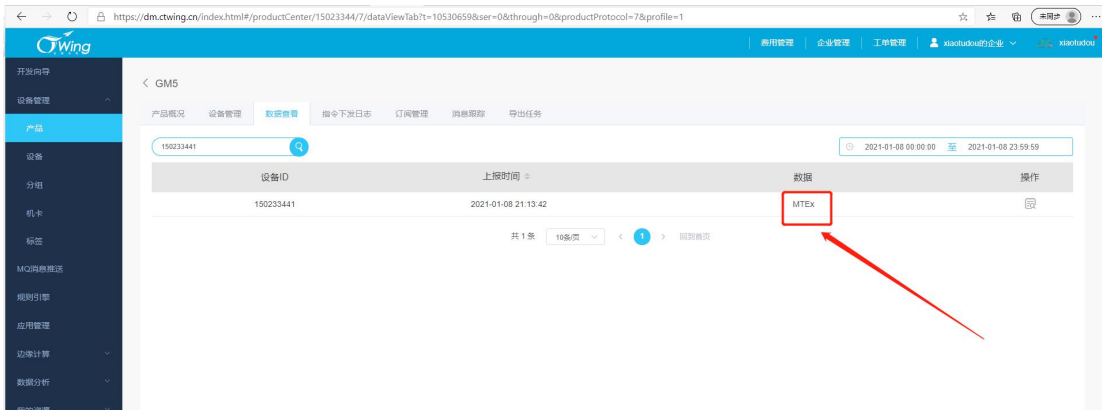 https://dm.ctwing.cn/index.html#/productCenter/15023344/7/dataViewTab?t=10530659&ser=0&through=0&productProtocol=7&profile=1
未同步
CTWing
费用管理 企业管理 工单管理 xiaotudou的企业 xiaotudou
开发向导
设备管理
产品
设备
分组
机卡
标签
MQ消息推送
规则引擎
应用管理
边缘计算
数据分析
GM5
产品概况 设备管理 数据查看 指令下发日志 订阅管理 消息跟踪 导出任务
150233441 2021-01-08 00:00:00 至 2021-01-08 23:59:59
设备ID 上报时间 数据 操作
150233441 2021-01-08 21:13:42 MTEx
共 1 条 10条/页 1 回到首页